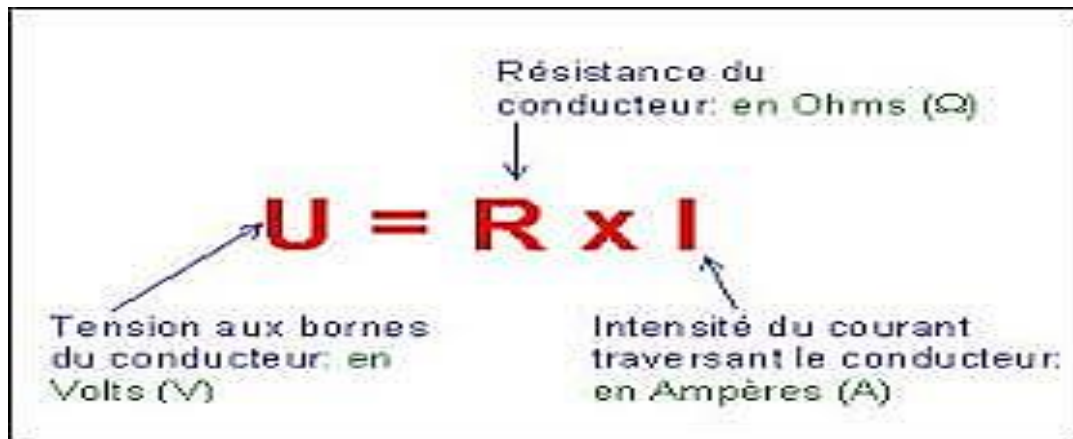 Résistance du
conducteur: en Ohms (Ω)
U = R x I
Tension aux bornes
du conducteur: en
Volts (V)
Intensité du courant
traversant le conducteur:
en Ampères (A)